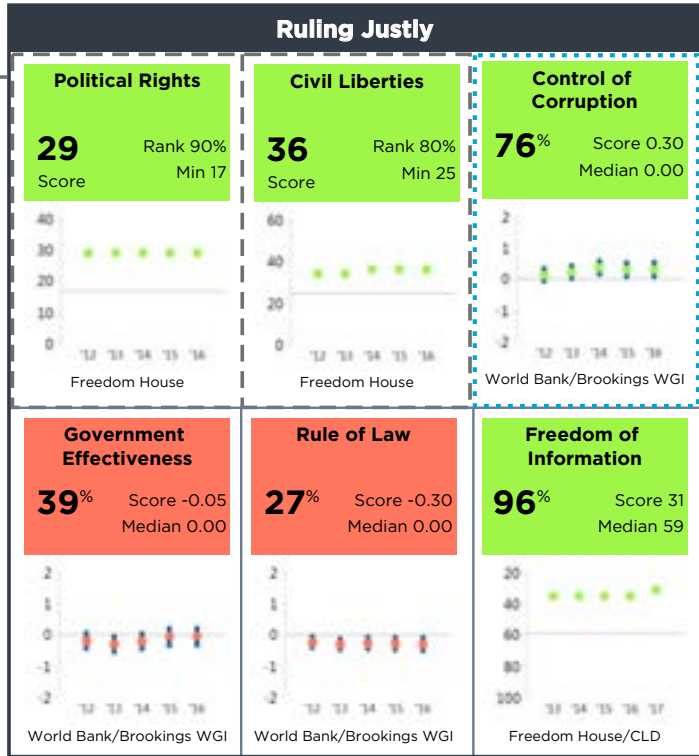 Ruling Justly
Political Rights
29
Score
Rank 90%
Min 17
40
30
20
10
0
'12 '13 '14 '15 '16
Freedom House
Civil Liberties
36
Score
Rank 80%
Min 25
60
40
20
0
'12 '13 '14 '15 '16
Freedom House
Control of
Corruption
76%
Score 0.30
Median 0.00
2
1
0
-1
-2
'12 '13 '14 '15 '16
World Bank/Brookings WGI
Government
Effectiveness
39%
Score -0.05
Median 0.00
2
1
0
-1
-2
'12 '13 '14 '15 '16
World Bank/Brookings WGI
Rule of Law
27%
Score -0.30
Median 0.00
2
1
0
-1
-2
'12 '13 '14 '15 '16
World Bank/Brookings WGI
Freedom of
Information
96%
Score 31
Median 59
20
40
60
80
100
'13 '14 '15 '16 '17
Freedom House/CLD